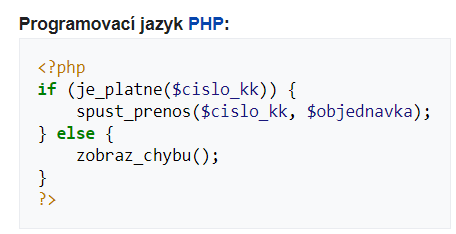 Programovací jazyk PHP:
<?php
if (je_platne($cislo_kk)) {
    spust_prenos($cislo_kk, $objednavka);
} else {
    zobraz_chybu();
}
?>